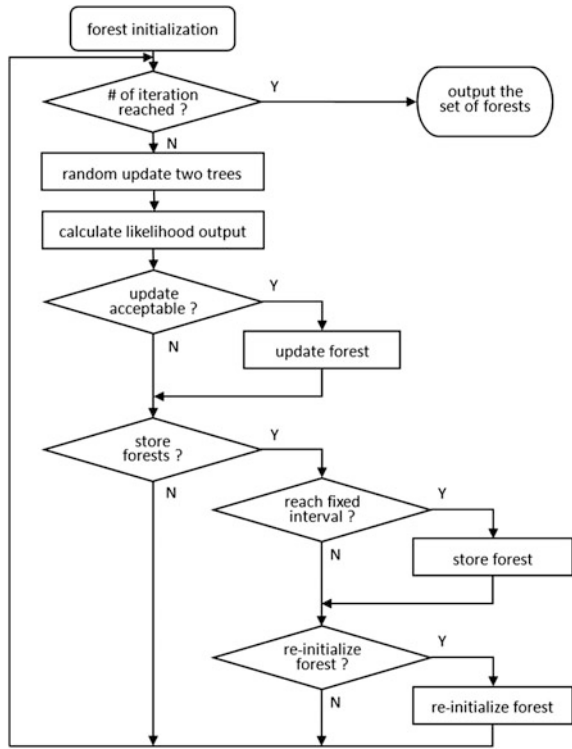 forest initialization
# of iteration
reached ?
Y
output the
set of forests
N
random update two trees
calculate likelihood output
update
acceptable ?
Y
N
update forest
store
forests ?
Y
N
reach fixed
interval ?
Y
N
store forest
re-initialize
forest ?
Y
N
re-initialize forest